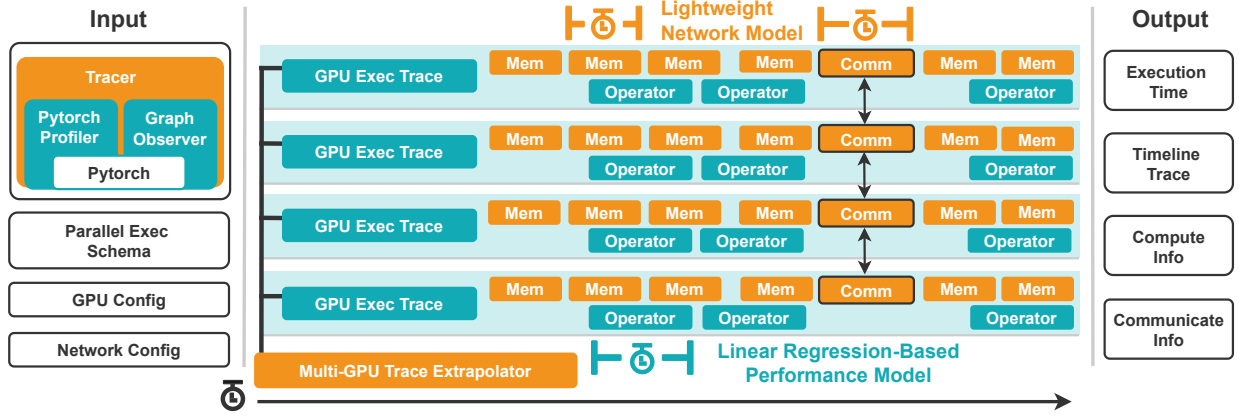 Input
Tracer
Pytorch
Profiler
Graph
Observer
Pytorch
Parallel Exec
Schema
GPU Config
Network Config
Lightweight
Network Model
GPU Exec Trace
Mem
Mem
Mem
Mem
Comm
Mem
Mem
Operator
Operator
Operator
GPU Exec Trace
Mem
Mem
Mem
Mem
Comm
Mem
Mem
Operator
Operator
Operator
GPU Exec Trace
Mem
Mem
Mem
Mem
Comm
Mem
Mem
Operator
Operator
Operator
GPU Exec Trace
Mem
Mem
Mem
Mem
Comm
Mem
Mem
Operator
Operator
Operator
Multi-GPU Trace Extrapolator
Linear Regression-Based
Performance Model
Output
Execution
Time
Timeline
Trace
Compute
Info
Communicate
Info